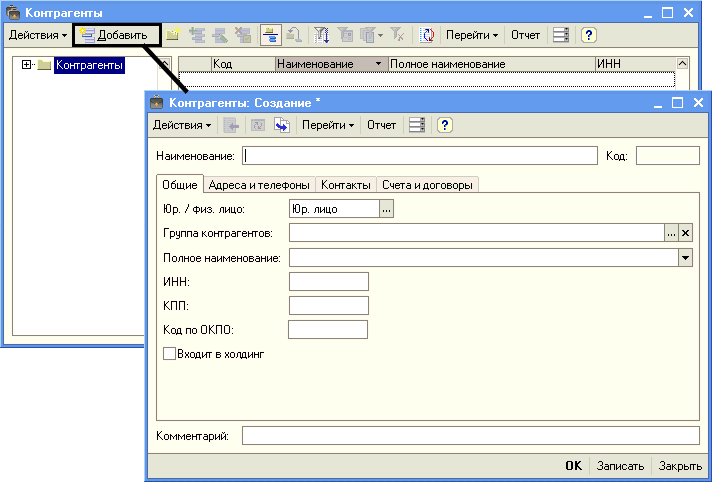 Контрагенты
Действия Добавить Перейти Отчет ?
Контрагенты Код Наименование Полное наименование ИНН
Контрагенты: Создание *
Действия Перейти Отчет ?
Наименование: Код:
Общие Адреса и телефоны Контакты Счета и договоры
Юр. / физ. лицо: Юр. лицо ...
Группа контрагентов: ... ×
Полное наименование:
ИНН:
КПП:
Код по ОКПО:
Входит в холдинг
Комментарий:
OK Записать Закрыть